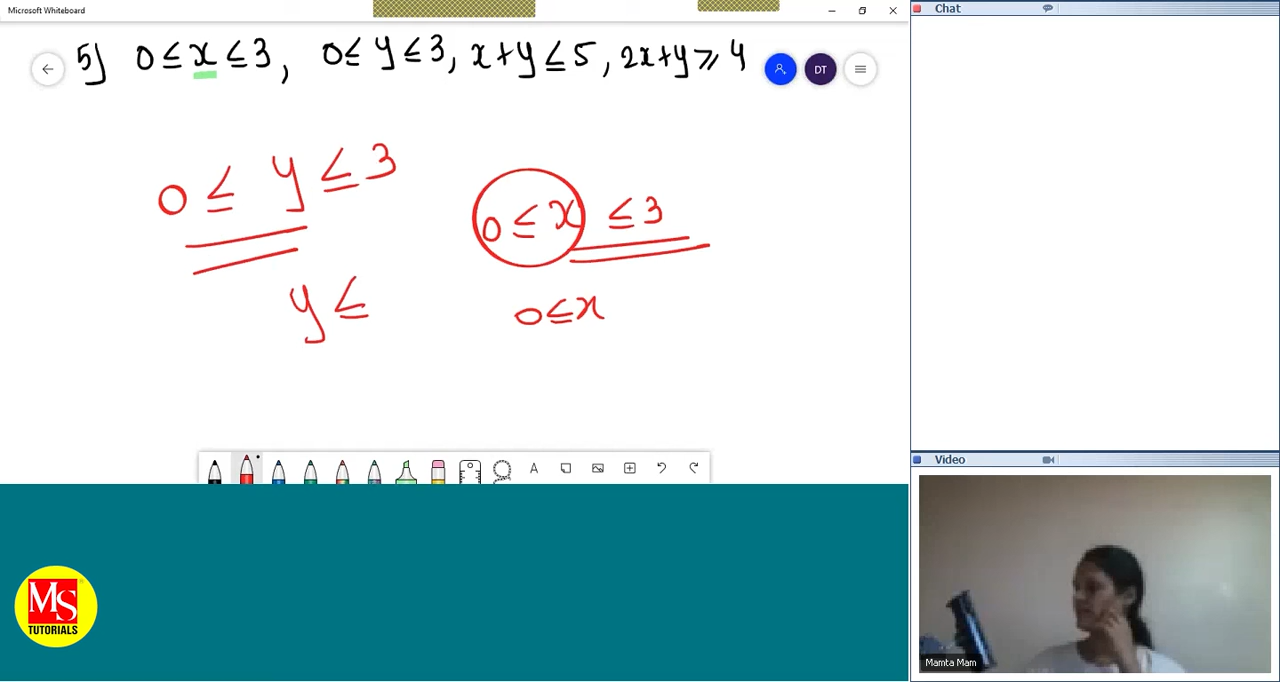 Microsoft Whiteboard
Chat
5) 0 ≤ x ≤ 3, 0 ≤ y ≤ 3, x+y ≤ 5, 2x+y ≥ 4
DT
0 ≤ y ≤ 3
0 ≤ x ≤ 3
y ≤
0 ≤ x
A
Video
MS
TUTORIALS
Mamta Mam